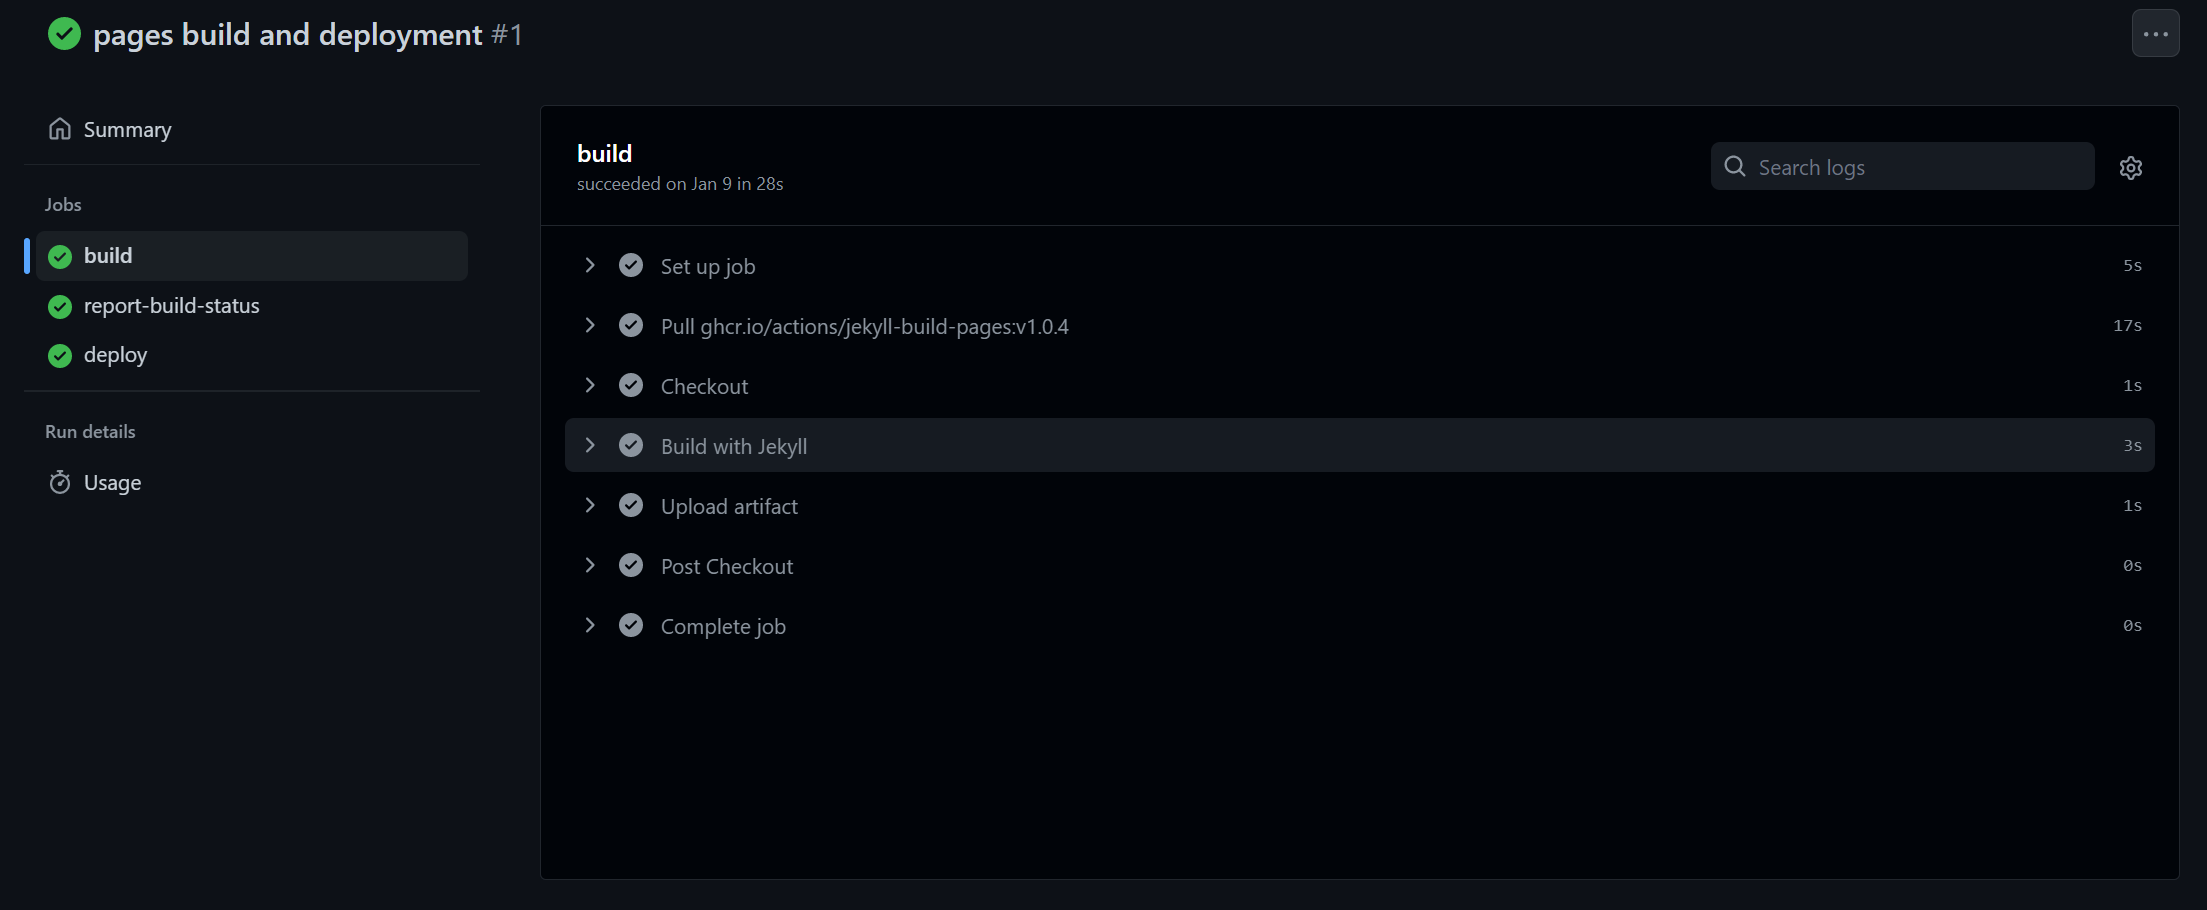 pages build and deployment #1
Summary
Jobs
build
report-build-status
deploy
Run details
Usage
build
succeeded on Jan 9 in 28s
Search logs
Set up job 5s
Pull ghcr.io/actions/jekyll-build-pages:v1.0.4 17s
Checkout 1s
Build with Jekyll 3s
Upload artifact 1s
Post Checkout 0s
Complete job 0s